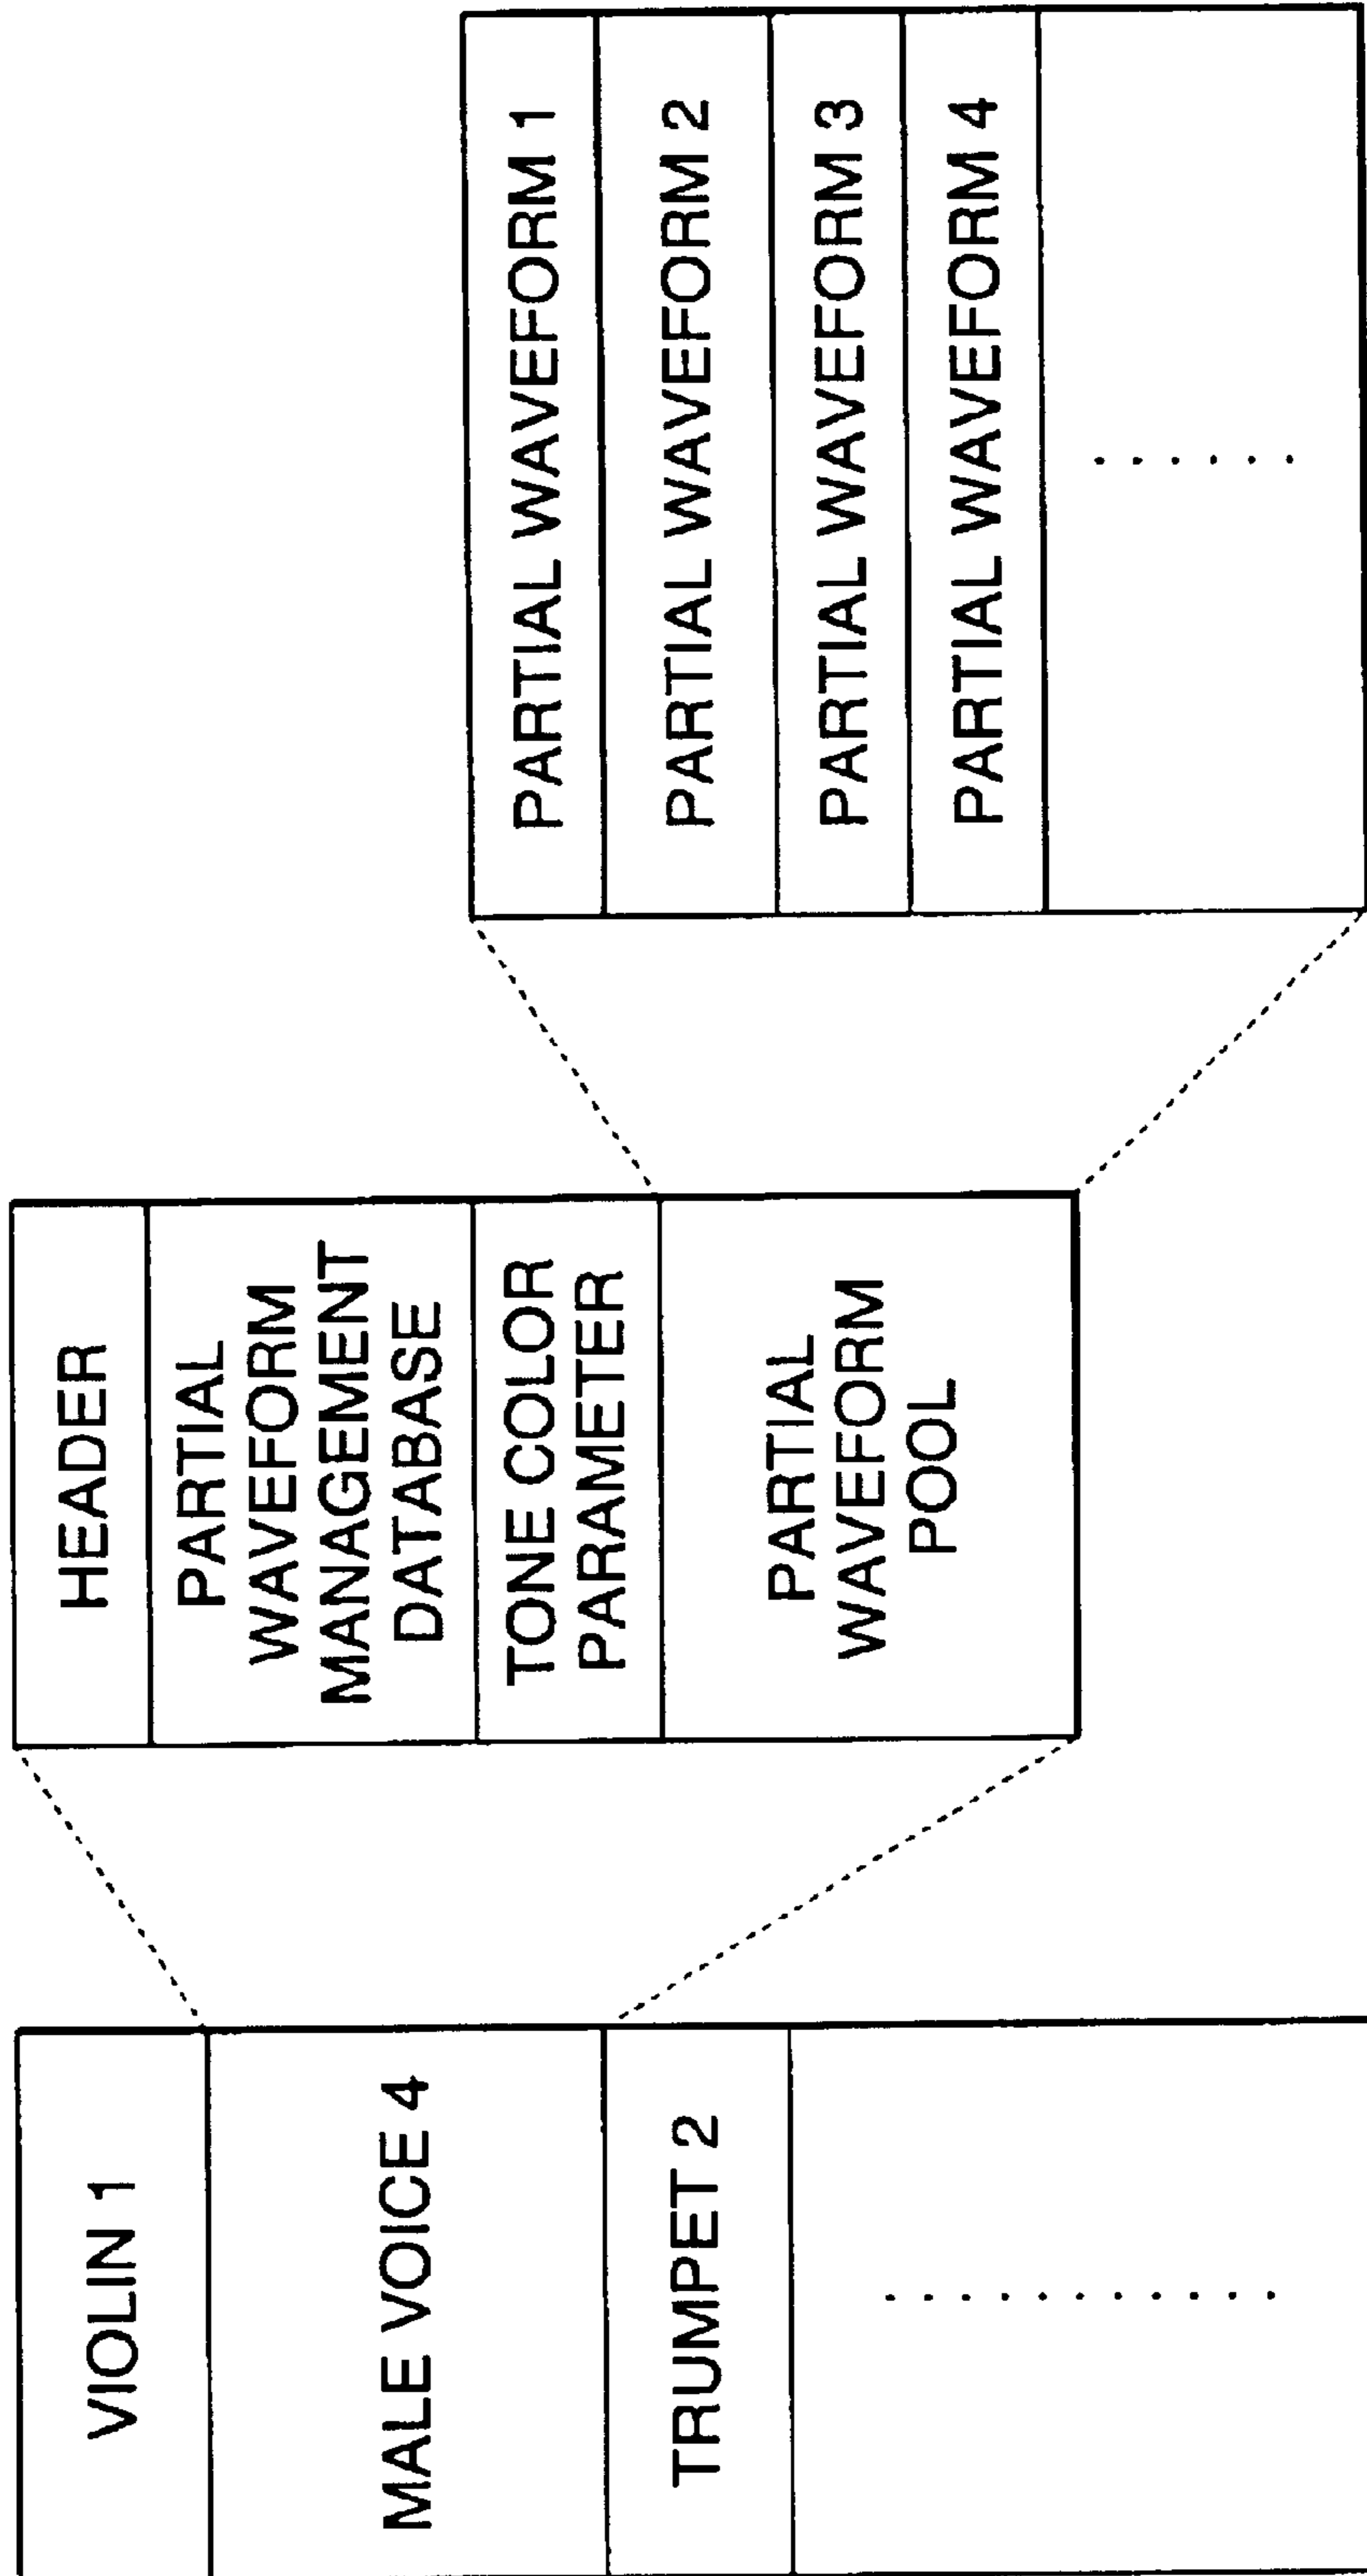 VIOLIN 1
MALE VOICE 4
TRUMPET 2
............
HEADER
PARTIAL
WAVEFORM
MANAGEMENT
DATABASE
TONE COLOR
PARAMETER
PARTIAL
WAVEFORM
POOL
PARTIAL WAVEFORM 1
PARTIAL WAVEFORM 2
PARTIAL WAVEFORM 3
PARTIAL WAVEFORM 4
......